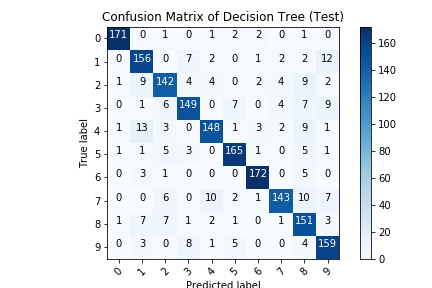 Confusion Matrix of Decision Tree (Test)
0 171 0 1 0 1 2 2 0 1 0
1 0 156 0 7 2 0 1 2 2 12
2 1 9 142 4 4 0 2 4 9 2
3 0 1 6 149 0 7 0 4 7 9
4 1 13 3 0 148 1 3 2 9 1
5 1 1 5 3 0 165 1 0 5 1
6 0 3 1 0 0 0 172 0 5 0
7 0 0 6 0 10 2 1 143 10 7
8 1 7 7 1 2 1 0 1 151 3
9 0 3 0 8 1 5 0 0 4 159
0 1 2 3 4 5 6 7 8 9
True label
Predicted label
160
140
120
100
80
60
40
20
0